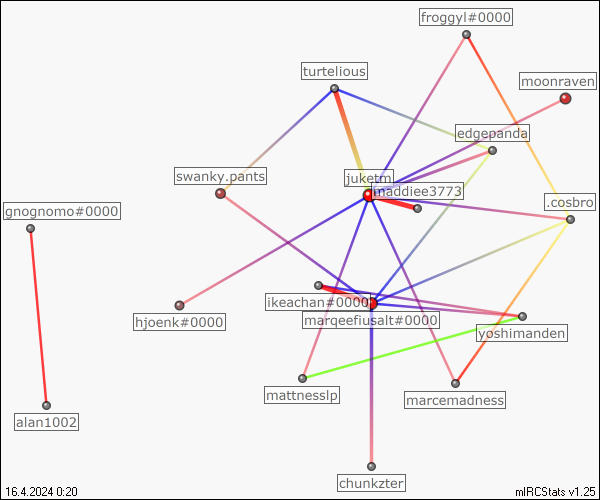 froggyl#0000
turtelious
moonraven
edgepanda
swanky.pants
juketm
maddiee3773
gnognomo#0000
.cosbro
ikeachan#0000
hjoenk#0000
marqeefiusalt#0000
yoshimanden
mattnesslp
marcemadness
alan1002
chunkzter
16.4.2024 0:20
mIRCStats v1.25